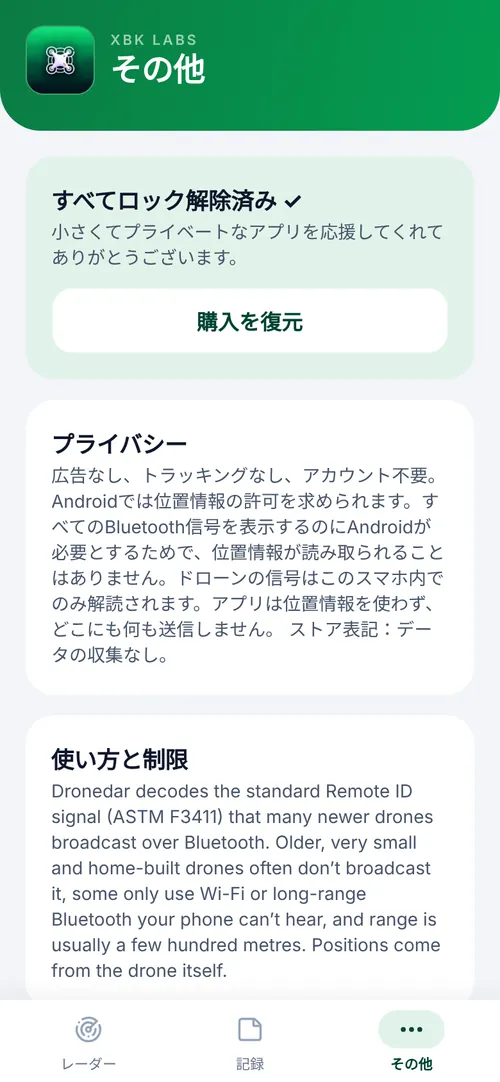 XBK LABS
その他
すべてロック解除済み ✓
小さくてプライベートなアプリを応援してくれて
ありがとうございます。
購入を復元
プライバシー
広告なし、トラッキングなし、アカウント不要。
Androidでは位置情報の許可を求められます。す
べてのBluetooth信号を表示するのにAndroidが
必要とするためで、位置情報が読み取られること
はありません。ドローンの信号はこのスマホ内で
のみ解読されます。アプリは位置情報を使わず、
どこにも何も送信しません。 ストア表記：デー
タの収集なし。
使い方と制限
Dronedar decodes the standard Remote ID
signal (ASTM F3411) that many newer drones
broadcast over Bluetooth. Older, very small
and home-built drones often don’t broadcast
it, some only use Wi-Fi or long-range
Bluetooth your phone can’t hear, and range is
usually a few hundred metres. Positions come
from the drone itself.
レーダー
記録
その他